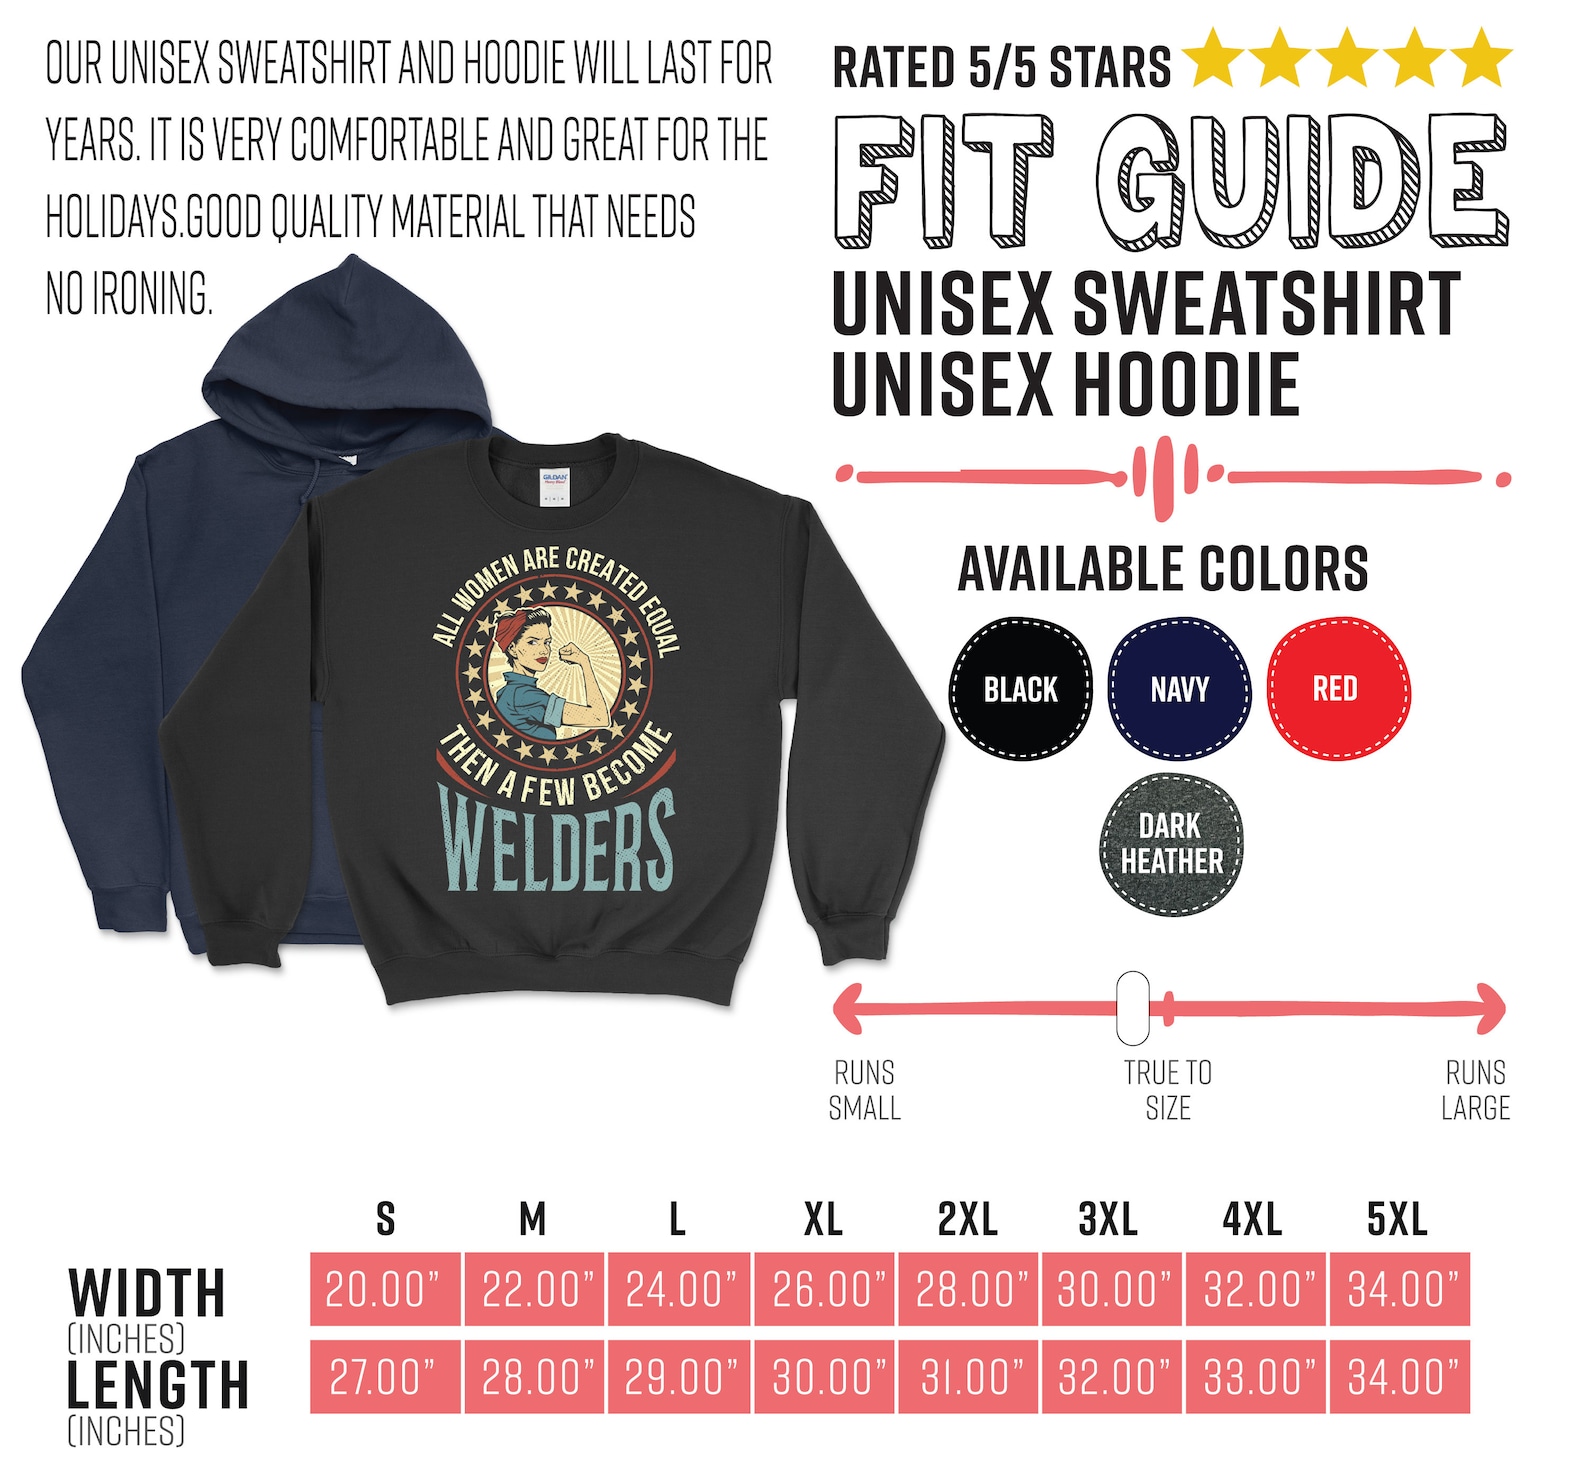 OUR UNISEX SWEATSHIRT AND HOODIE WILL LAST FOR
YEARS. IT IS VERY COMFORTABLE AND GREAT FOR THE
HOLIDAYS.GOOD QUALITY MATERIAL THAT NEEDS
NO IRONING.
RATED 5/5 STARS
FIT GUIDE
UNISEX SWEATSHIRT
UNISEX HOODIE
GILDAN
Heavy Blend
ALL WOMEN ARE CREATED EQUAL
THEN A FEW BECOME
WELDERS
AVAILABLE COLORS
BLACK
NAVY
RED
DARK
HEATHER
RUNS
SMALL
TRUE TO
SIZE
RUNS
LARGE
S M L XL 2XL 3XL 4XL 5XL
WIDTH 20.00” 22.00” 24.00” 26.00” 28.00” 30.00” 32.00” 34.00”
(INCHES)
LENGTH 27.00” 28.00” 29.00” 30.00” 31.00” 32.00” 33.00” 34.00”
(INCHES)